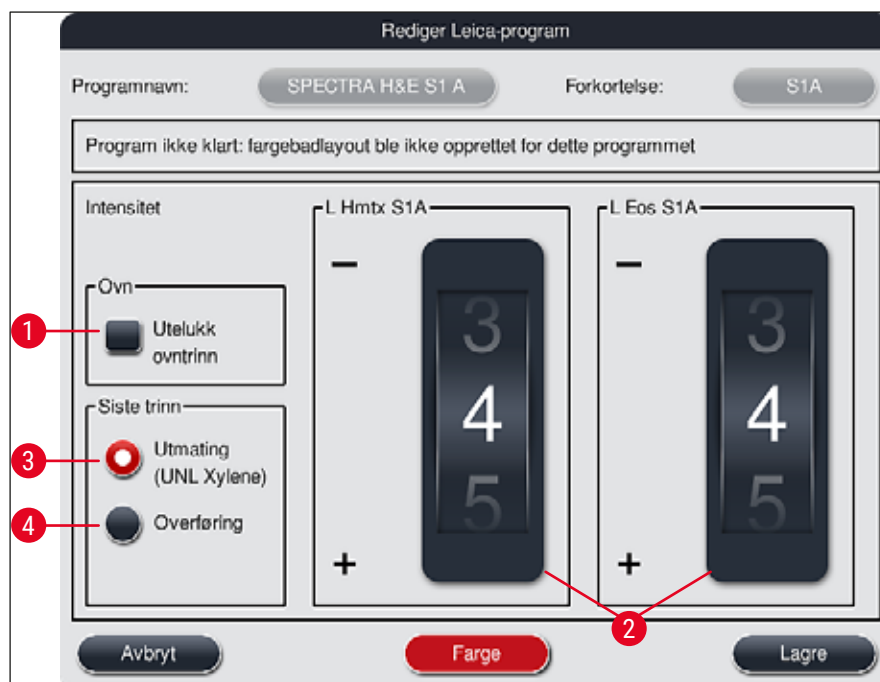 Rediger Leica-program
Programnavn: SPECTRA H&E S1 A Forkortelse: S1A
Program ikke klart: fargebadlayout ble ikke opprettet for dette programmet
Intensitet
Ovn
1
Utelukk
ovntrinn
Siste trinn
3
Utmating
(UNL Xylene)
4
Overføring
L Hmtx S1A
−
3
4
5
+
L Eos S1A
−
3
4
5
+
2
Avbryt Farge Lagre